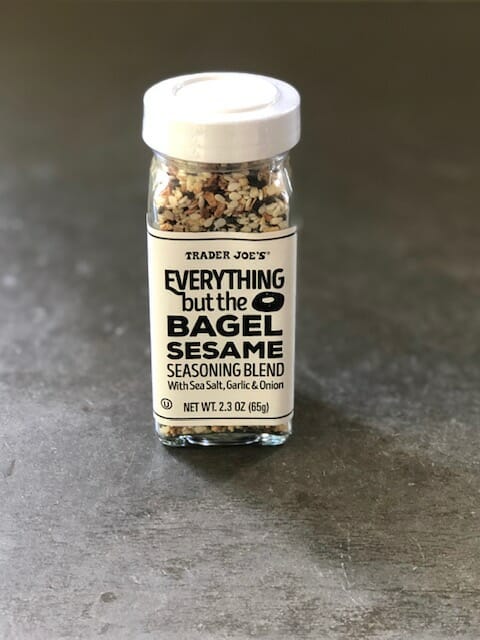 TRADER JOE'S®
EVERYTHING
but the
BAGEL
SESAME
SEASONING BLEND
With Sea Salt, Garlic & Onion
U
NET WT. 2.3 OZ (65g)